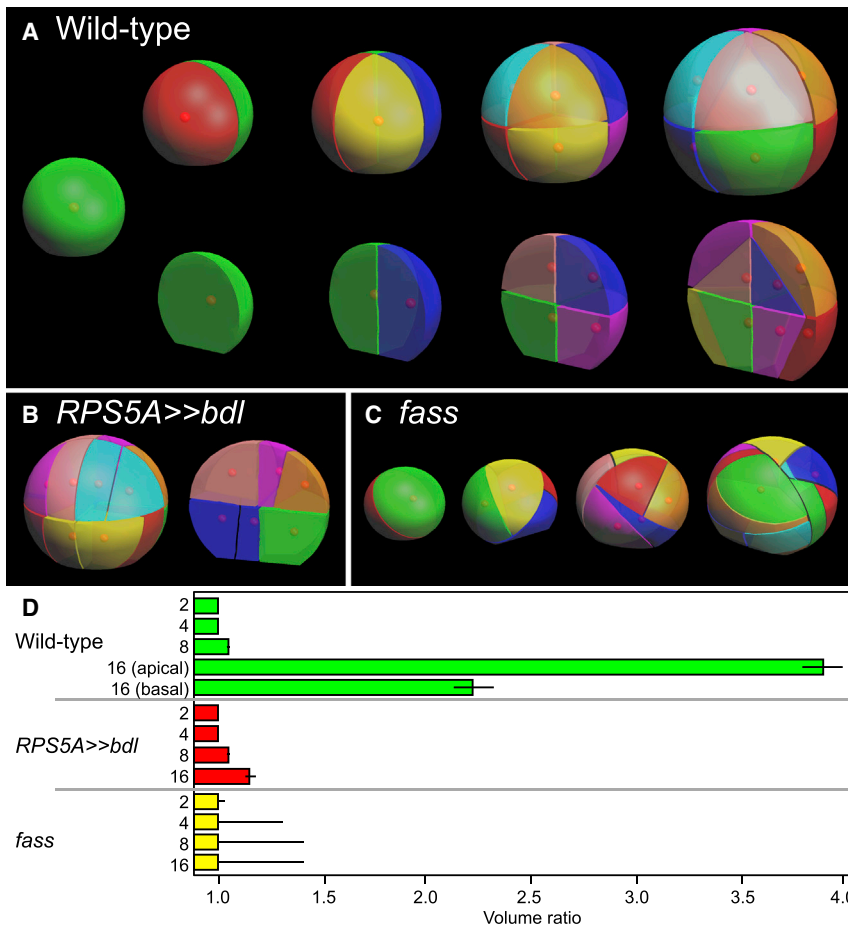 A Wild-type
B RPS5A>>bdl
C fass
D
Wild-type
2
4
8
16 (apical)
16 (basal)
RPS5A>>bdl
2
4
8
16
fass
2
4
8
16
1.0 1.5 2.0 2.5 3.0 3.5 4.0
Volume ratio